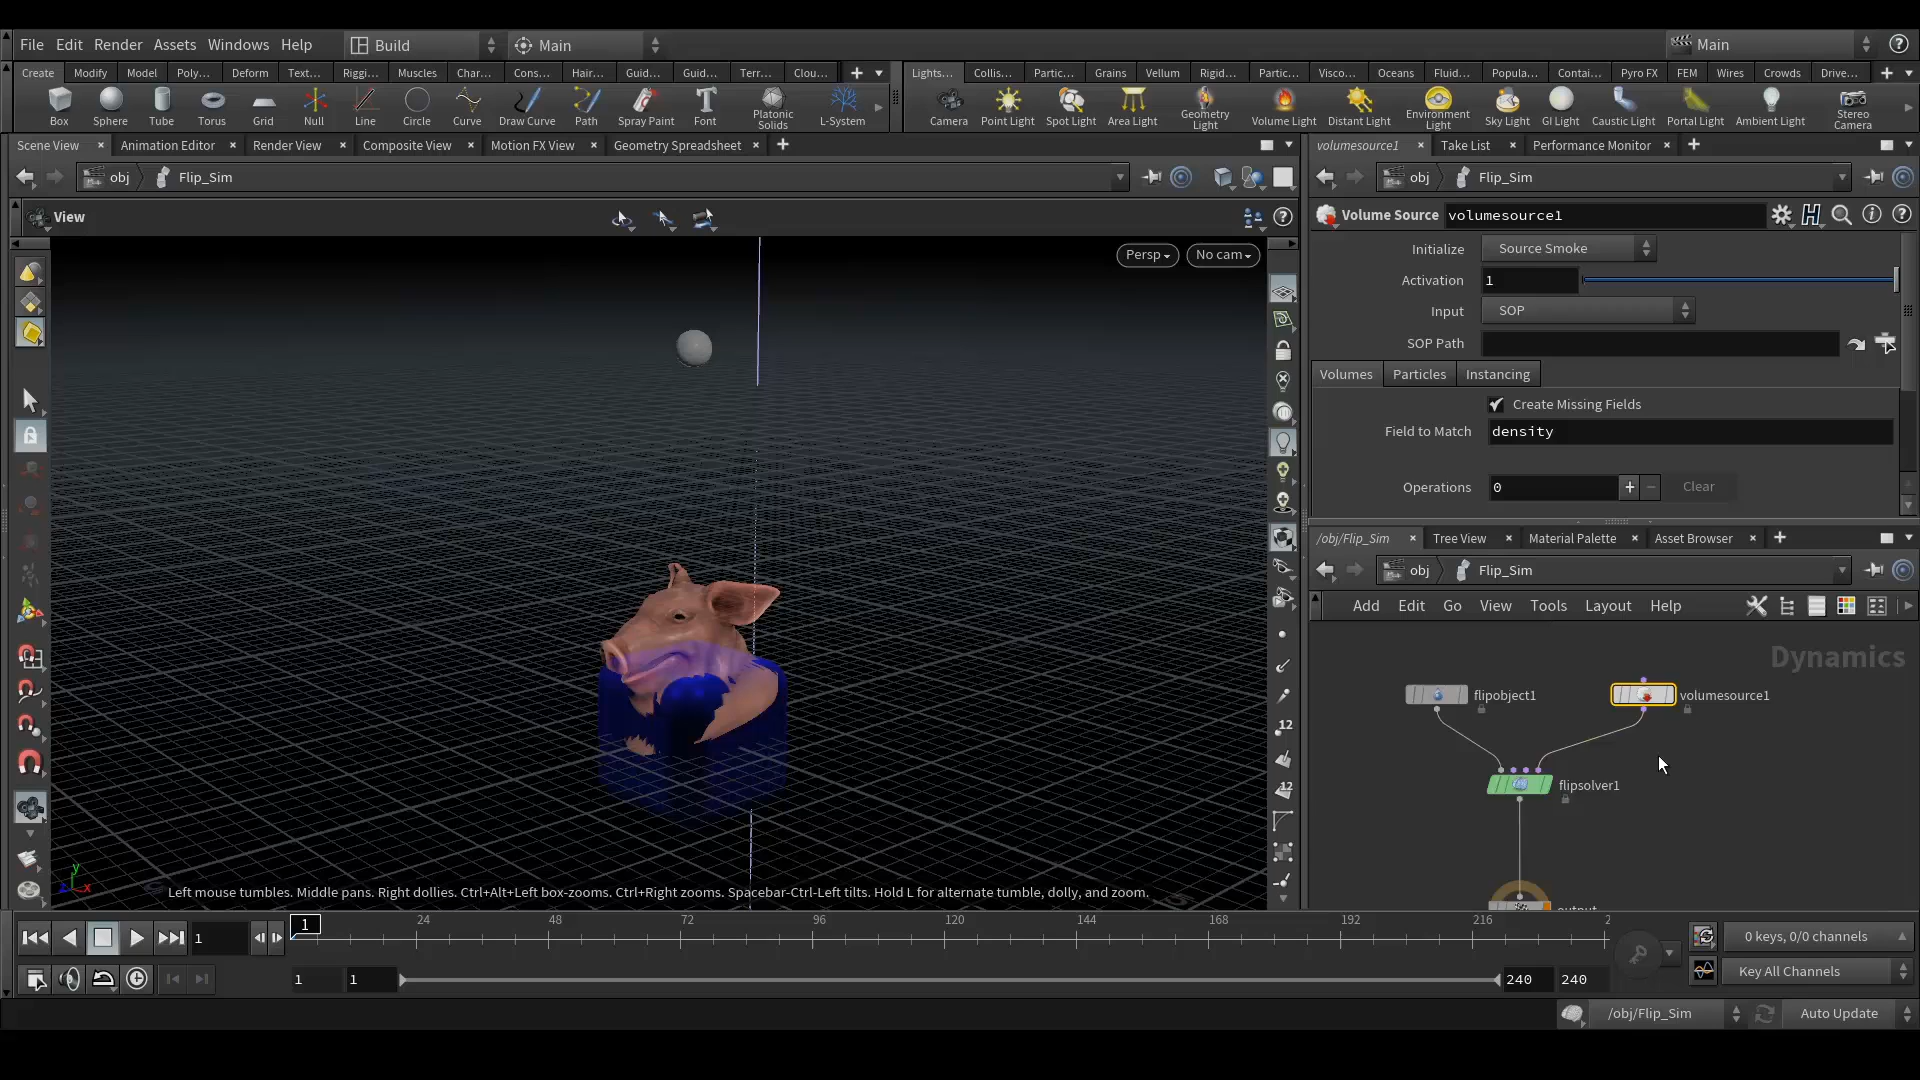 File Edit Render Assets Windows Help Build Main Main
Create Modify Model Poly... Deform Text... Riggi... Muscles Char... Cons... Hair... Guid... Guid... Terr... Clou... Lights... Collis... Partic... Grains Vellum Rigid... Partic... Visco... Oceans Fluid... Popula... Contai... Pyro FX FEM Wires Crowds Drive...
Box Sphere Tube Torus Grid Null Line Circle Curve Draw Curve Path Spray Paint Font Platonic Solids L-System Camera Point Light Spot Light Area Light Geometry Light Volume Light Distant Light Environment Light Sky Light GI Light Caustic Light Portal Light Ambient Light Stereo Camera
Scene View Animation Editor Render View Composite View Motion FX View Geometry Spreadsheet
obj Flip_Sim
View
Persp No cam
Left mouse tumbles. Middle pans. Right dollies. Ctrl+Alt+Left box-zooms. Ctrl+Right zooms. Spacebar-Ctrl-Left tilts. Hold L for alternate tumble, dolly, and zoom.
y
z x
12
12
volumesource1 Take List Performance Monitor
obj Flip_Sim
Volume Source volumesource1
Initialize Source Smoke
Activation 1
Input SOP
SOP Path
Volumes Particles Instancing
Create Missing Fields
Field to Match density
Operations 0 + - Clear
/obj/Flip_Sim Tree View Material Palette Asset Browser
obj Flip_Sim
Add Edit Go View Tools Layout Help
Dynamics
flipobject1 volumesource1
flipsolver1
output
1 1 24 48 72 96 120 144 168 192 216 2
0 keys, 0/0 channels
1 1 240 240 Key All Channels
/obj/Flip_Sim Auto Update